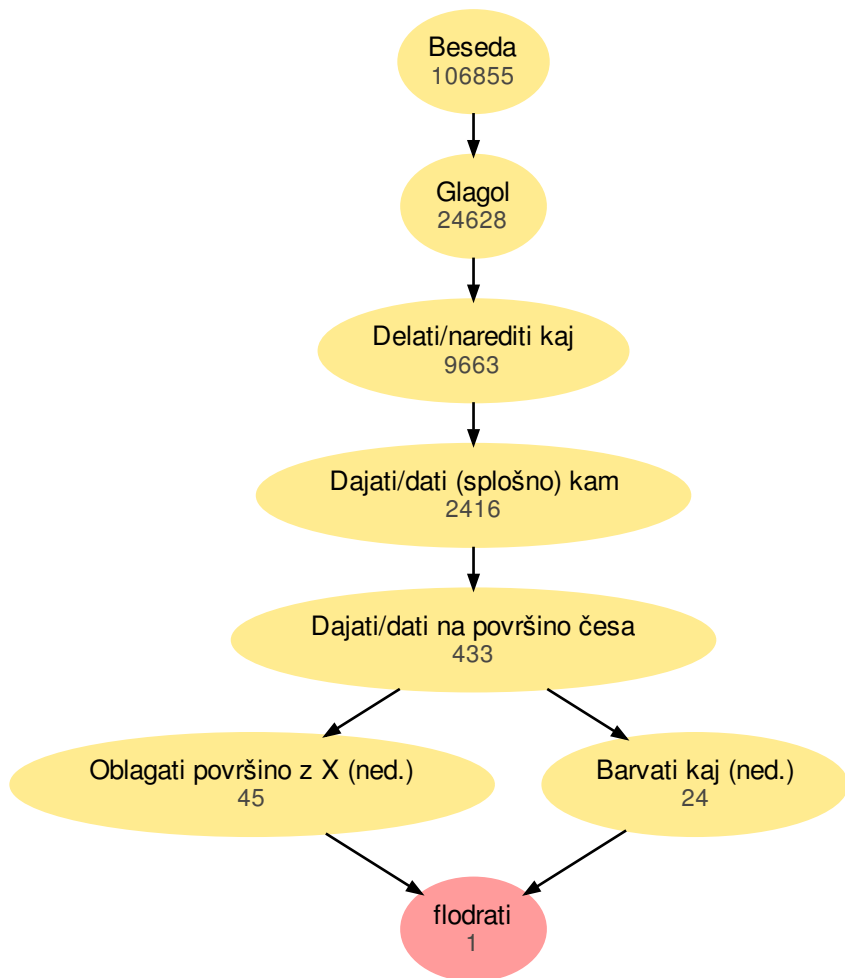 Beseda
106855
Glagol
24628
Delati/narediti kaj
9663
Dajati/dati (splošno) kam
2416
Dajati/dati na površino česa
433
Oblagati površino z X (ned.)
45
Barvati kaj (ned.)
24
flodrati
1